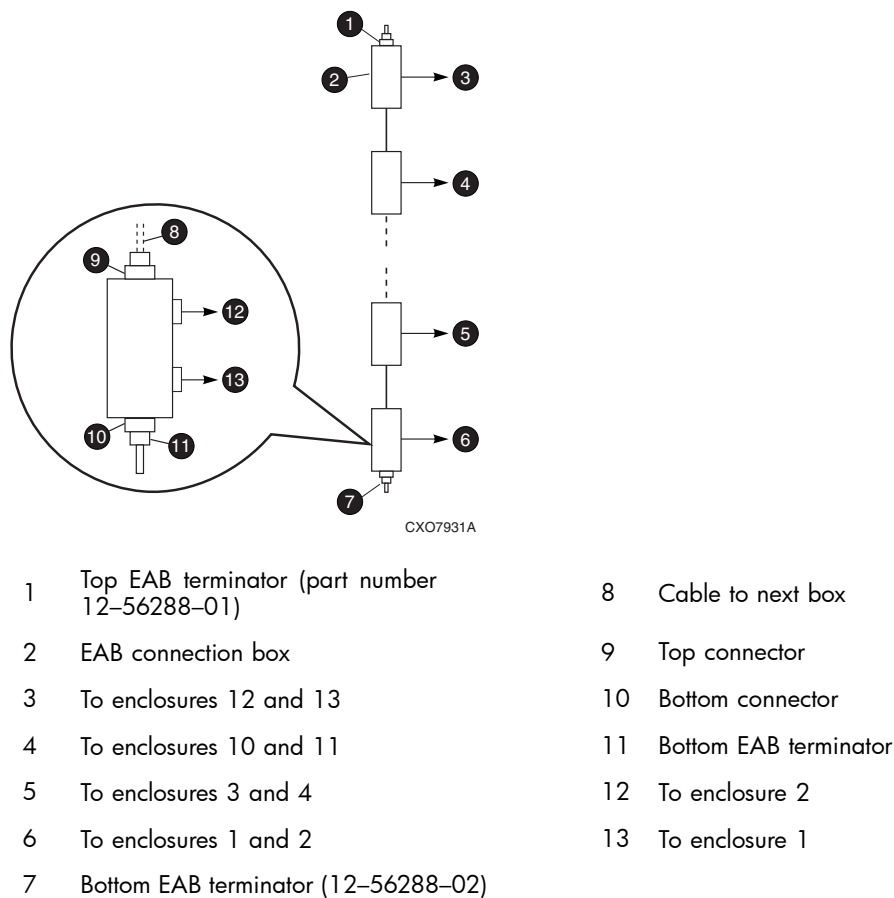 1
2
3
4
8
9
12
5
13
10
11
6
7
CXO7931A
1 Top EAB terminator (part number
12–56288–01)
8 Cable to next box
2 EAB connection box
9 Top connector
3 To enclosures 12 and 13
10 Bottom connector
4 To enclosures 10 and 11
11 Bottom EAB terminator
5 To enclosures 3 and 4
12 To enclosure 2
6 To enclosures 1 and 2
13 To enclosure 1
7 Bottom EAB terminator (12–56288–02)